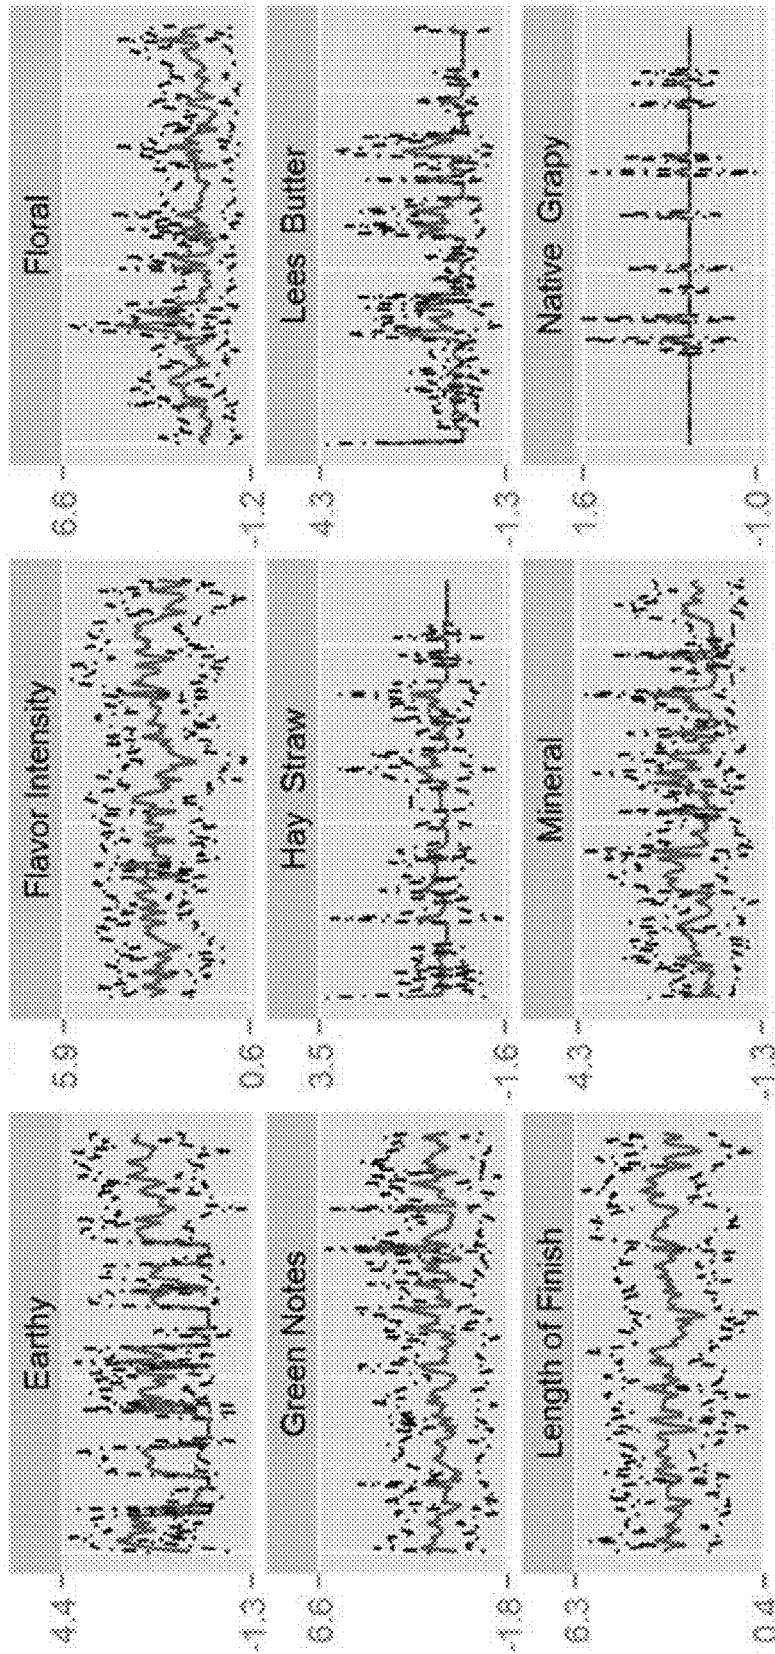 Earthy
4.4
-1.3
Flavor Intensity
5.9
0.6
Floral
6.6
-1.2
Green Notes
6.6
-1.8
Hay Straw
3.5
-1.6
Lees Butter
4.3
-1.3
Length of Finish
6.3
0.4
Mineral
4.3
-1.3
Native Grapy
1.6
-1.0